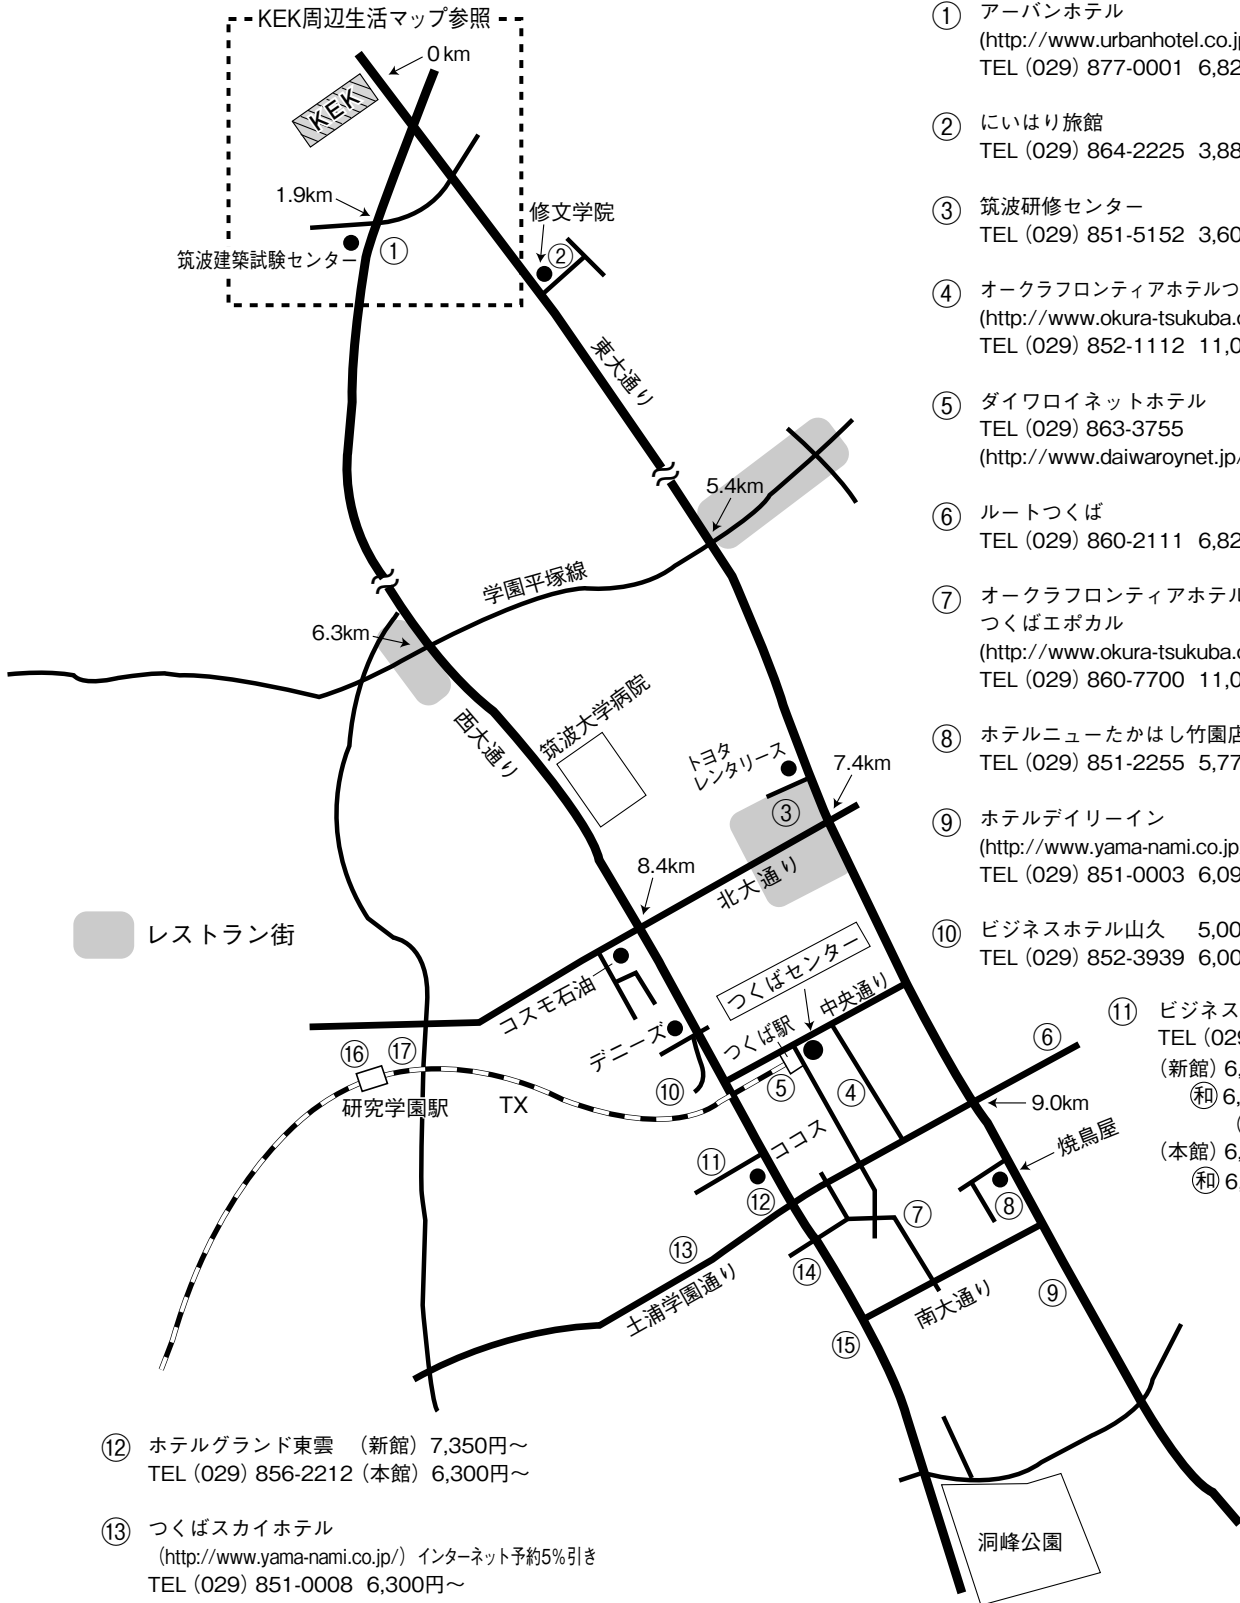 KEK周辺生活マップ参照
0km
KEK
1.9km
筑波建築試験センター
①
修文学院
②
東大通り
5.4km
学園平塚線
6.3km
西大通り
筑波大学病院
トヨタ
レンタリース
7.4km
③
8.4km
北大通り
レストラン街
つくばセンター
コスモ石油
中央通り
つくば駅
デニーズ
⑥
⑯
⑰
⑩
⑤
④
研究学園駅
TX
9.0km
ココス
焼鳥屋
⑪
⑫
⑧
⑦
⑬
⑭
土浦学園通り
南大通り
⑨
⑮
洞峰公園
① アーバンホテル
(http://www.urbanhotel.co.j
TEL (029) 877-0001 6,82
② にいはり旅館
TEL (029) 864-2225 3,88
③ 筑波研修センター
TEL (029) 851-5152 3,60
④ オークラフロンティアホテルつ
(http://www.okura-tsukuba.
TEL (029) 852-1112 11,0
⑤ ダイワロイネットホテル
TEL (029) 863-3755
(http://www.daiwaroynet.jp/
⑥ ルートつくば
TEL (029) 860-2111 6,82
⑦ オークラフロンティアホテル
つくばエポカル
(http://www.okura-tsukuba.
TEL (029) 860-7700 11,0
⑧ ホテルニューたかはし竹園店
TEL (029) 851-2255 5,77
⑨ ホテルデイリーイン
(http://www.yama-nami.co.jp
TEL (029) 851-0003 6,09
⑩ ビジネスホテル山久 5,00
TEL (029) 852-3939 6,00
⑪ ビジネス
TEL (029
(新館) 6,
㊿和 6,
(
(本館) 6,
和 6,
⑫ ホテルグランド東雲 (新館) 7,350円～
TEL (029) 856-2212 (本館) 6,300円～
⑬ つくばスカイホテル
(http://www.yama-nami.co.jp/) インターネット予約5%引き
TEL (029) 851-0008 6,300円～